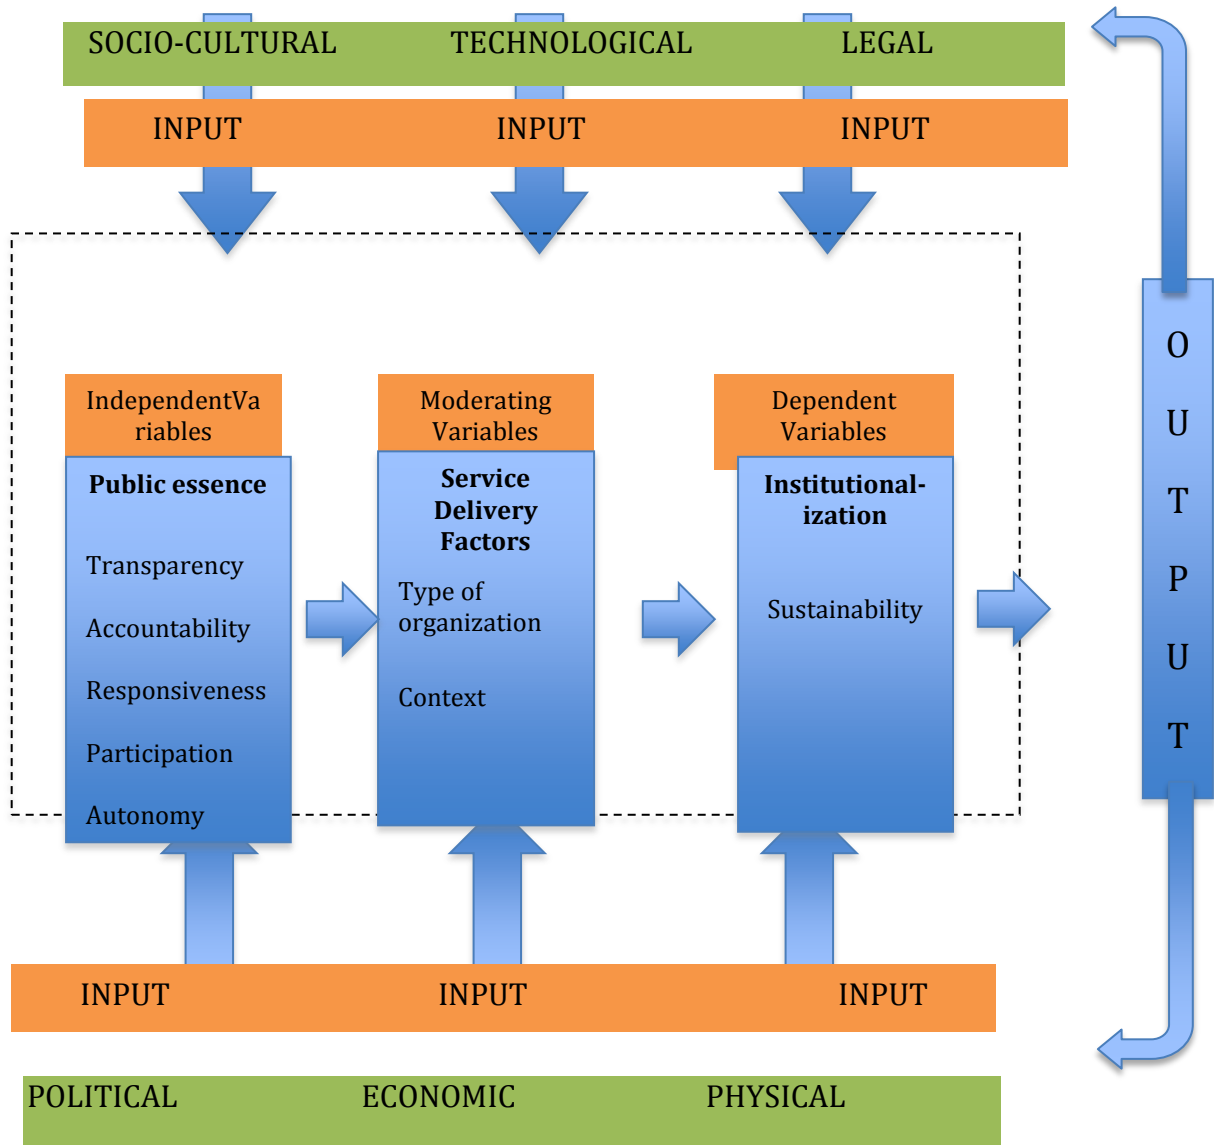 SOCIO-CULTURAL TECHNOLOGICAL LEGAL
INPUT INPUT INPUT
IndependentVa
riables
Public essence
Transparency
Accountability
Responsiveness
Participation
Autonomy
Moderating
Variables
Service
Delivery
Factors
Type of
organization
Context
Dependent
Variables
Institutional-
ization
Sustainability
O
U
T
P
U
T
INPUT INPUT INPUT
POLITICAL ECONOMIC PHYSICAL